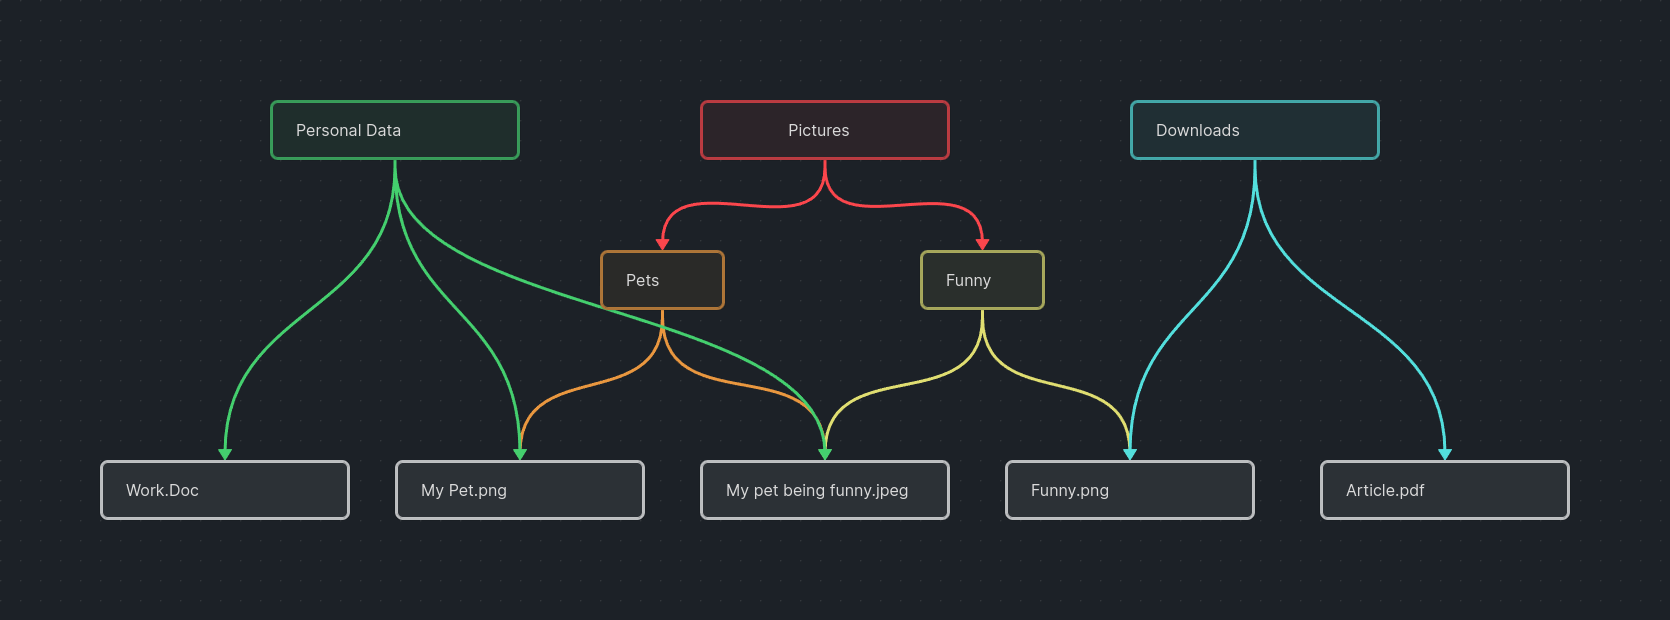 Personal Data
Pictures
Downloads
Pets
Funny
Work.Doc
My Pet.png
My pet being funny.jpeg
Funny.png
Article.pdf